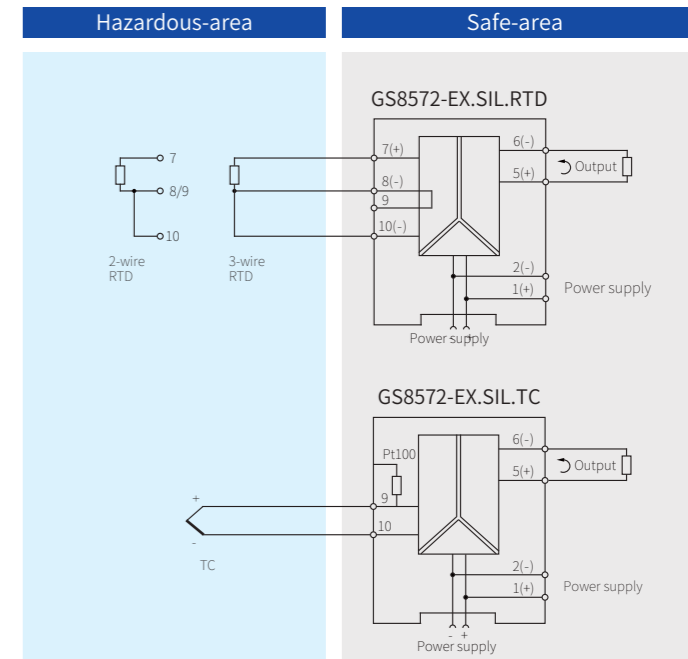 Hazardous-area
Safe-area
GS8572-EX.SIL.RTD
7
8/9
10
2-wire
RTD
3-wire
RTD
7(+)
8(-)
9
10(-)
6(-)
5(+)
Output
2(-)
1(+)
Power supply
- +
Power supply
GS8572-EX.SIL.TC
Pt100
9
10
+
-
TC
6(-)
5(+)
Output
2(-)
1(+)
Power supply
- +
Power supply